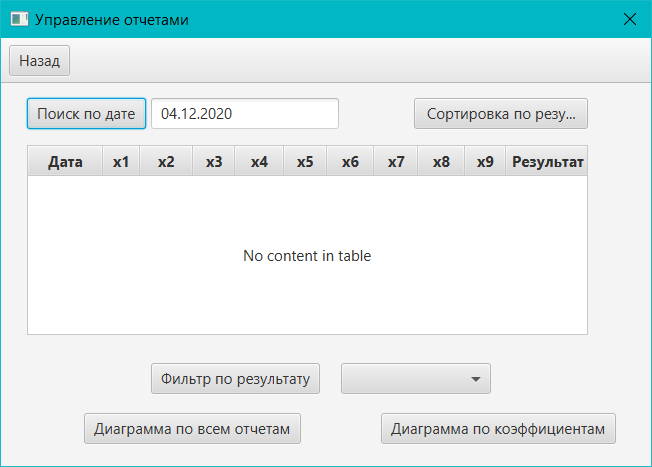 Управление отчетами
Назад
Поиск по дате 04.12.2020 Сортировка по резу...
Дата x1 x2 x3 x4 x5 x6 x7 x8 x9 Результат
No content in table
Фильтр по результату
Диаграмма по всем отчетам Диаграмма по коэффициентам